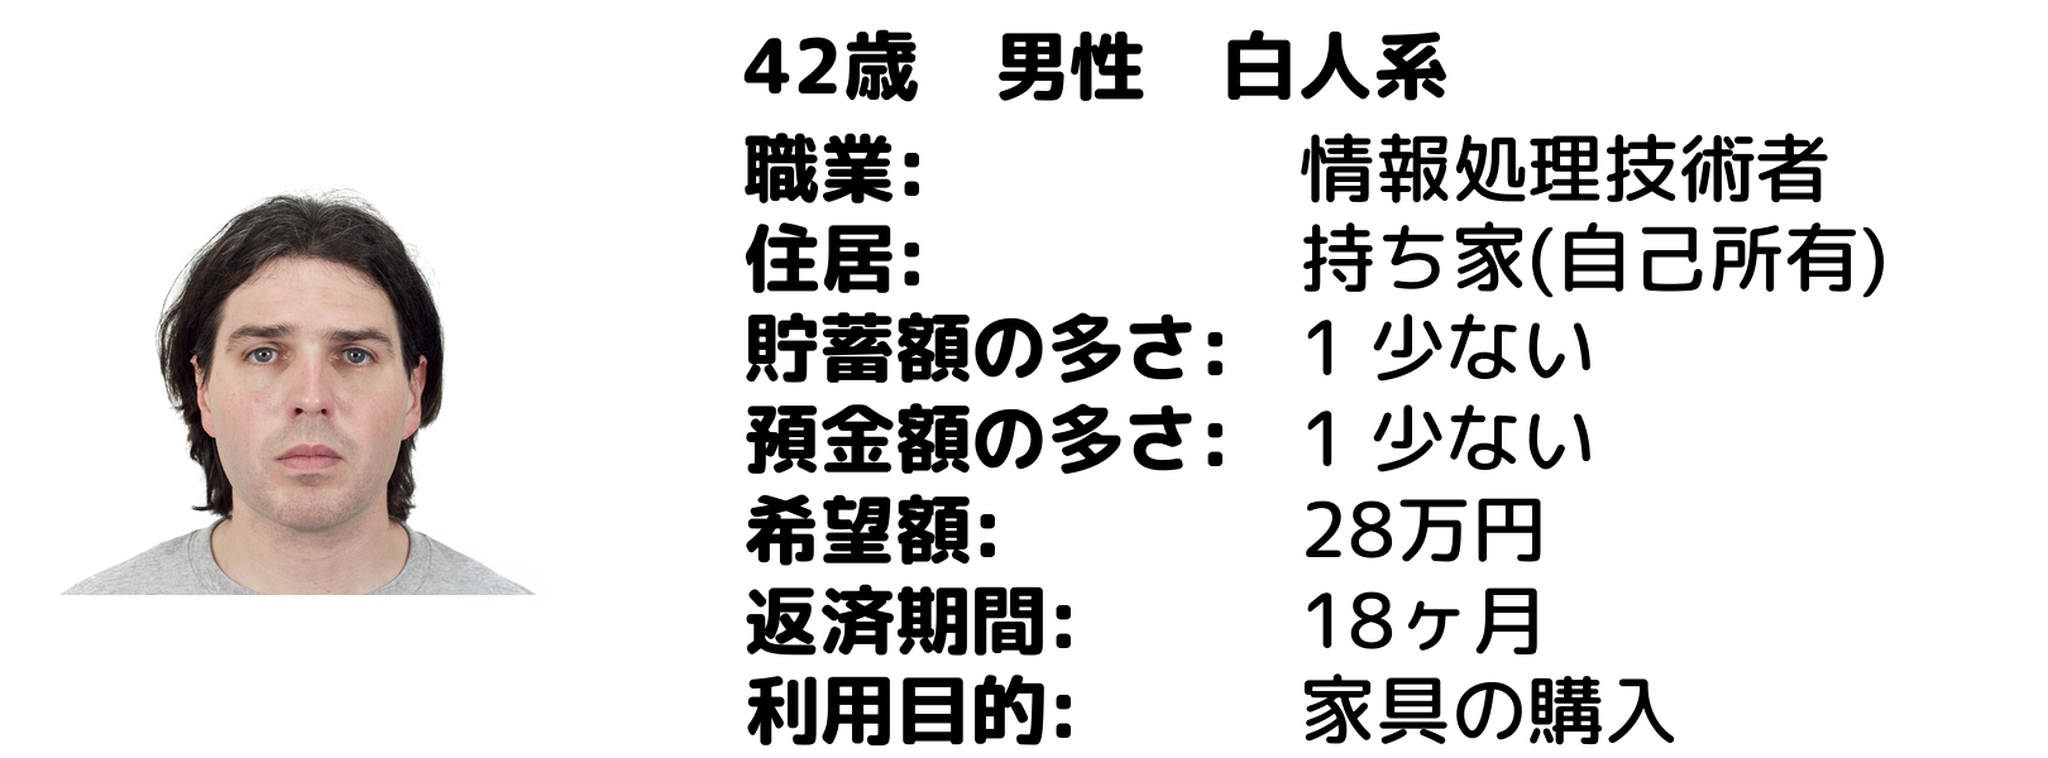 42歳　男性　白人系
職業: 情報処理技術者
住居: 持ち家(自己所有)
貯蓄額の多さ: 1 少ない
預金額の多さ: 1 少ない
希望額: 28万円
返済期間: 18ヶ月
利用目的: 家具の購入